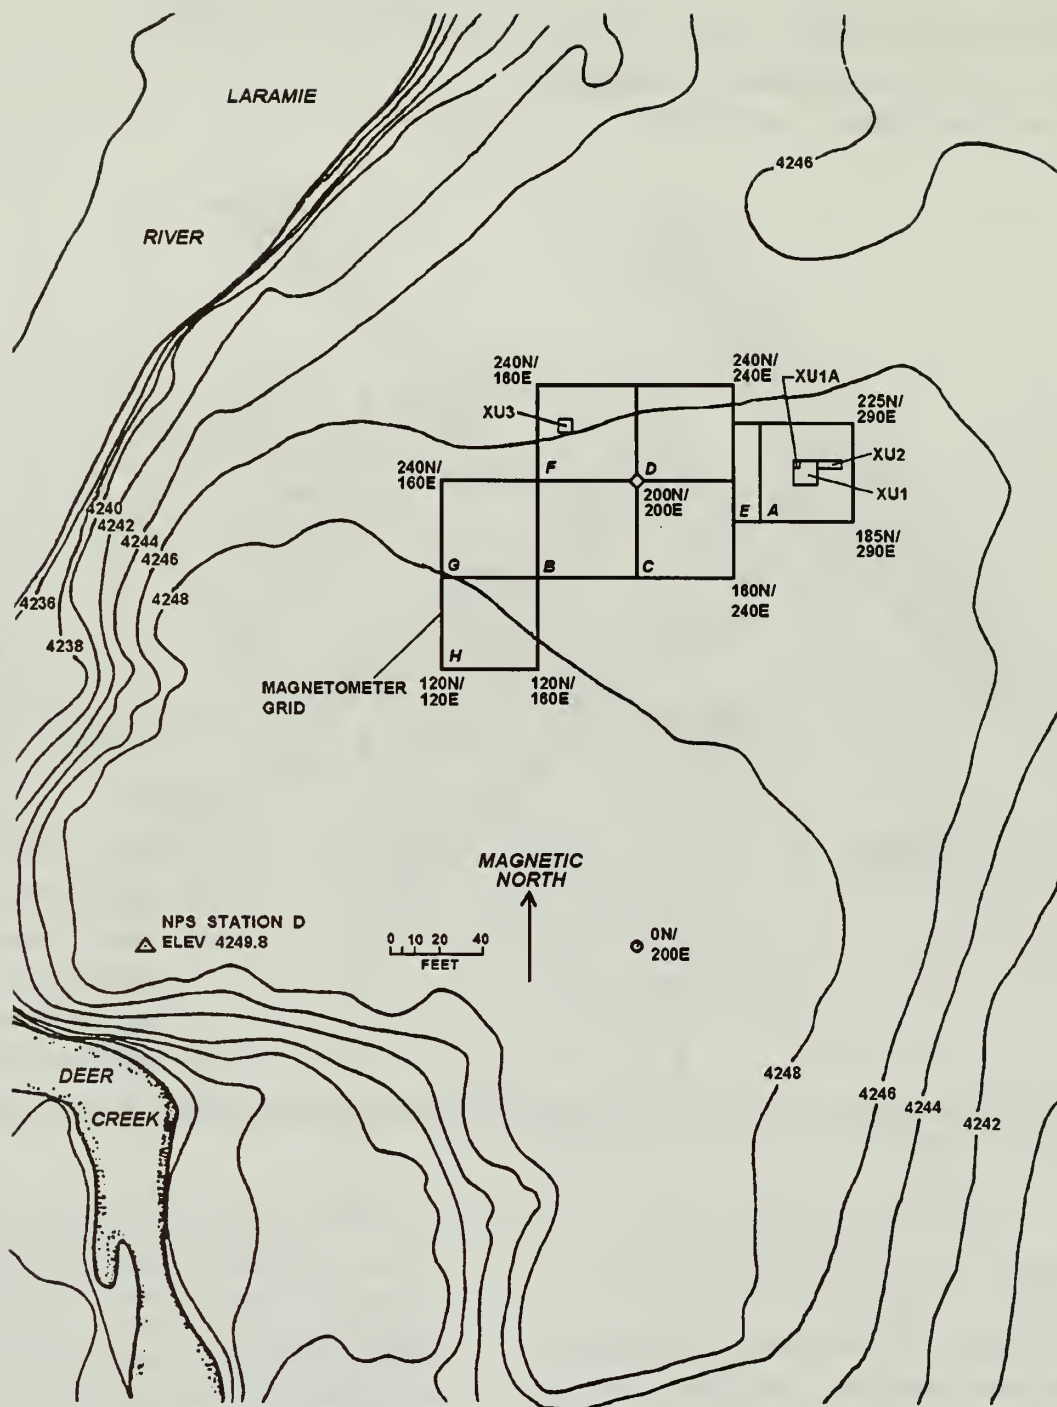 LARAMIE
RIVER
4246
240N/
160E
240N/
240E
XU1A
225N/
290E
XU3
XU2
XU1
240N/
160E
F
D
200N/
200E
E
A
185N/
290E
4240
4242
4244
4246
4248
4236
4238
G
B
C
160N/
240E
H
MAGNETOMETER
GRID
120N/
120E
120N/
160E
MAGNETIC
NORTH
NPS STATION D
ELEV 4249.8
0 10 20 40
FEET
0N/
200E
DEER
CREEK
4248
4246
4244
4242